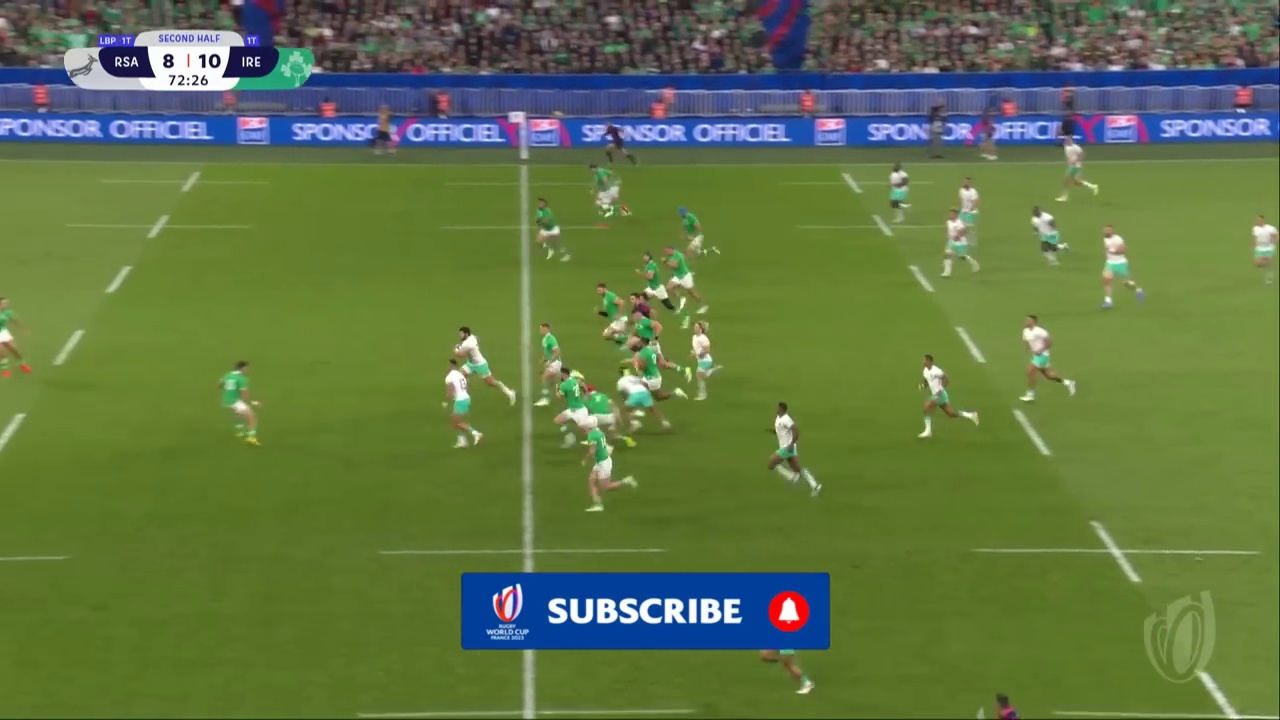 LBP 1T SECOND HALF 1T
RSA 8 | 10 IRE
72:26
SPONSOR OFFICIEL SPONSOR OFFICIEL SPONSOR OFFICIEL SPONSOR OFFICIEL SPONSOR
RUGBY
WORLD CUP
FRANCE 2023
SUBSCRIBE